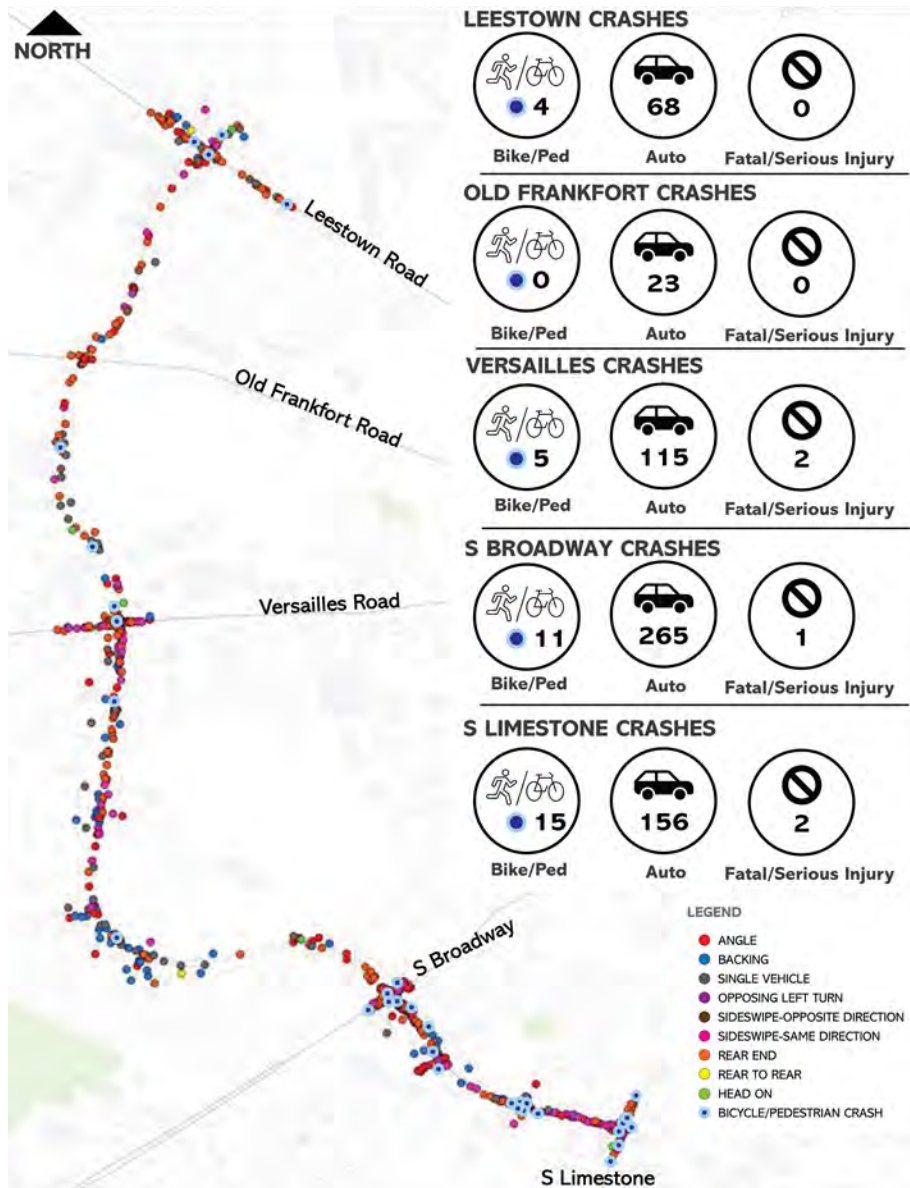 NORTH
LEESTOWN CRASHES
4
68
0
Bike/Ped
Auto
Fatal/Serious Injury
OLD FRANKFORT CRASHES
0
23
0
Bike/Ped
Auto
Fatal/Serious Injury
VERSAILLES CRASHES
5
115
2
Bike/Ped
Auto
Fatal/Serious Injury
S BROADWAY CRASHES
11
265
1
Bike/Ped
Auto
Fatal/Serious Injury
S LIMESTONE CRASHES
15
156
2
Bike/Ped
Auto
Fatal/Serious Injury
Leestown Road
Old Frankfort Road
Versailles Road
S Broadway
S Limestone
LEGEND
ANGLE
BACKING
SINGLE VEHICLE
OPPOSING LEFT TURN
SIDESWIPE-OPPOSITE DIRECTION
SIDESWIPE-SAME DIRECTION
REAR END
REAR TO REAR
HEAD ON
BICYCLE/PEDESTRIAN CRASH